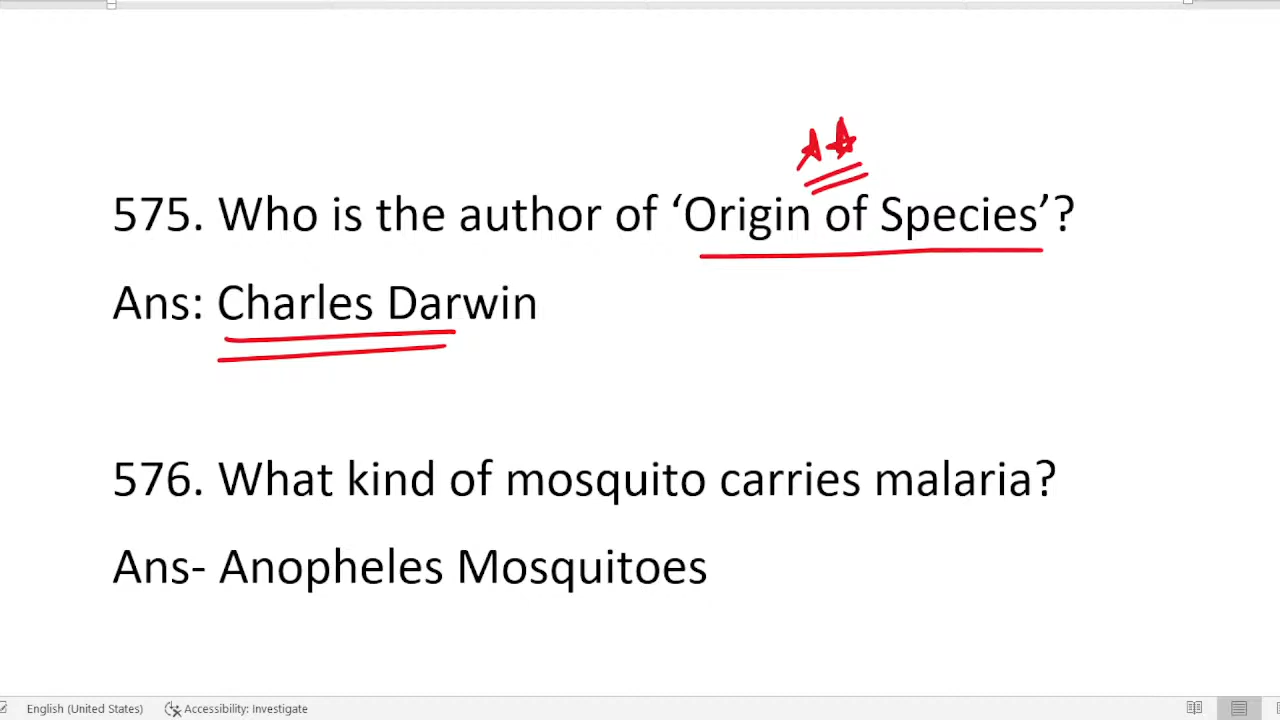 575. Who is the author of ‘Origin of Species’?
Ans: Charles Darwin
576. What kind of mosquito carries malaria?
Ans- Anopheles Mosquitoes
English (United States) Accessibility: Investigate